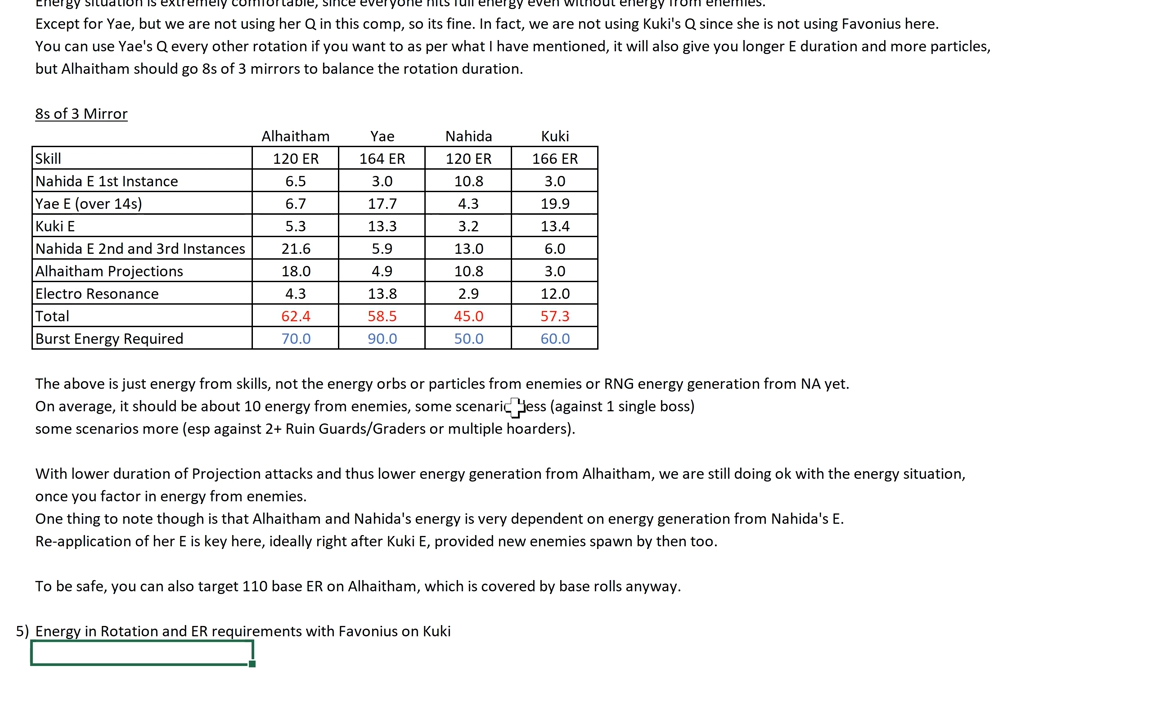 Energy situation is extremely comfortable, since everyone hits full energy even without energy from enemies.
Except for Yae, but we are not using her Q in this comp, so its fine. In fact, we are not using Kuki's Q since she is not using Favonius here.
You can use Yae's Q every other rotation if you want to as per what I have mentioned, it will also give you longer E duration and more particles,
but Alhaitham should go 8s of 3 mirrors to balance the rotation duration.
8s of 3 Mirror
Alhaitham Yae Nahida Kuki
Skill 120 ER 164 ER 120 ER 166 ER
Nahida E 1st Instance 6.5 3.0 10.8 3.0
Yae E (over 14s) 6.7 17.7 4.3 19.9
Kuki E 5.3 13.3 3.2 13.4
Nahida E 2nd and 3rd Instances 21.6 5.9 13.0 6.0
Alhaitham Projections 18.0 4.9 10.8 3.0
Electro Resonance 4.3 13.8 2.9 12.0
Total 62.4 58.5 45.0 57.3
Burst Energy Required 70.0 90.0 50.0 60.0
The above is just energy from skills, not the energy orbs or particles from enemies or RNG energy generation from NA yet.
On average, it should be about 10 energy from enemies, some scenarios less (against 1 single boss)
some scenarios more (esp against 2+ Ruin Guards/Graders or multiple hoarders).
With lower duration of Projection attacks and thus lower energy generation from Alhaitham, we are still doing ok with the energy situation,
once you factor in energy from enemies.
One thing to note though is that Alhaitham and Nahida's energy is very dependent on energy generation from Nahida's E.
Re-application of her E is key here, ideally right after Kuki E, provided new enemies spawn by then too.
To be safe, you can also target 110 base ER on Alhaitham, which is covered by base rolls anyway.
5) Energy in Rotation and ER requirements with Favonius on Kuki